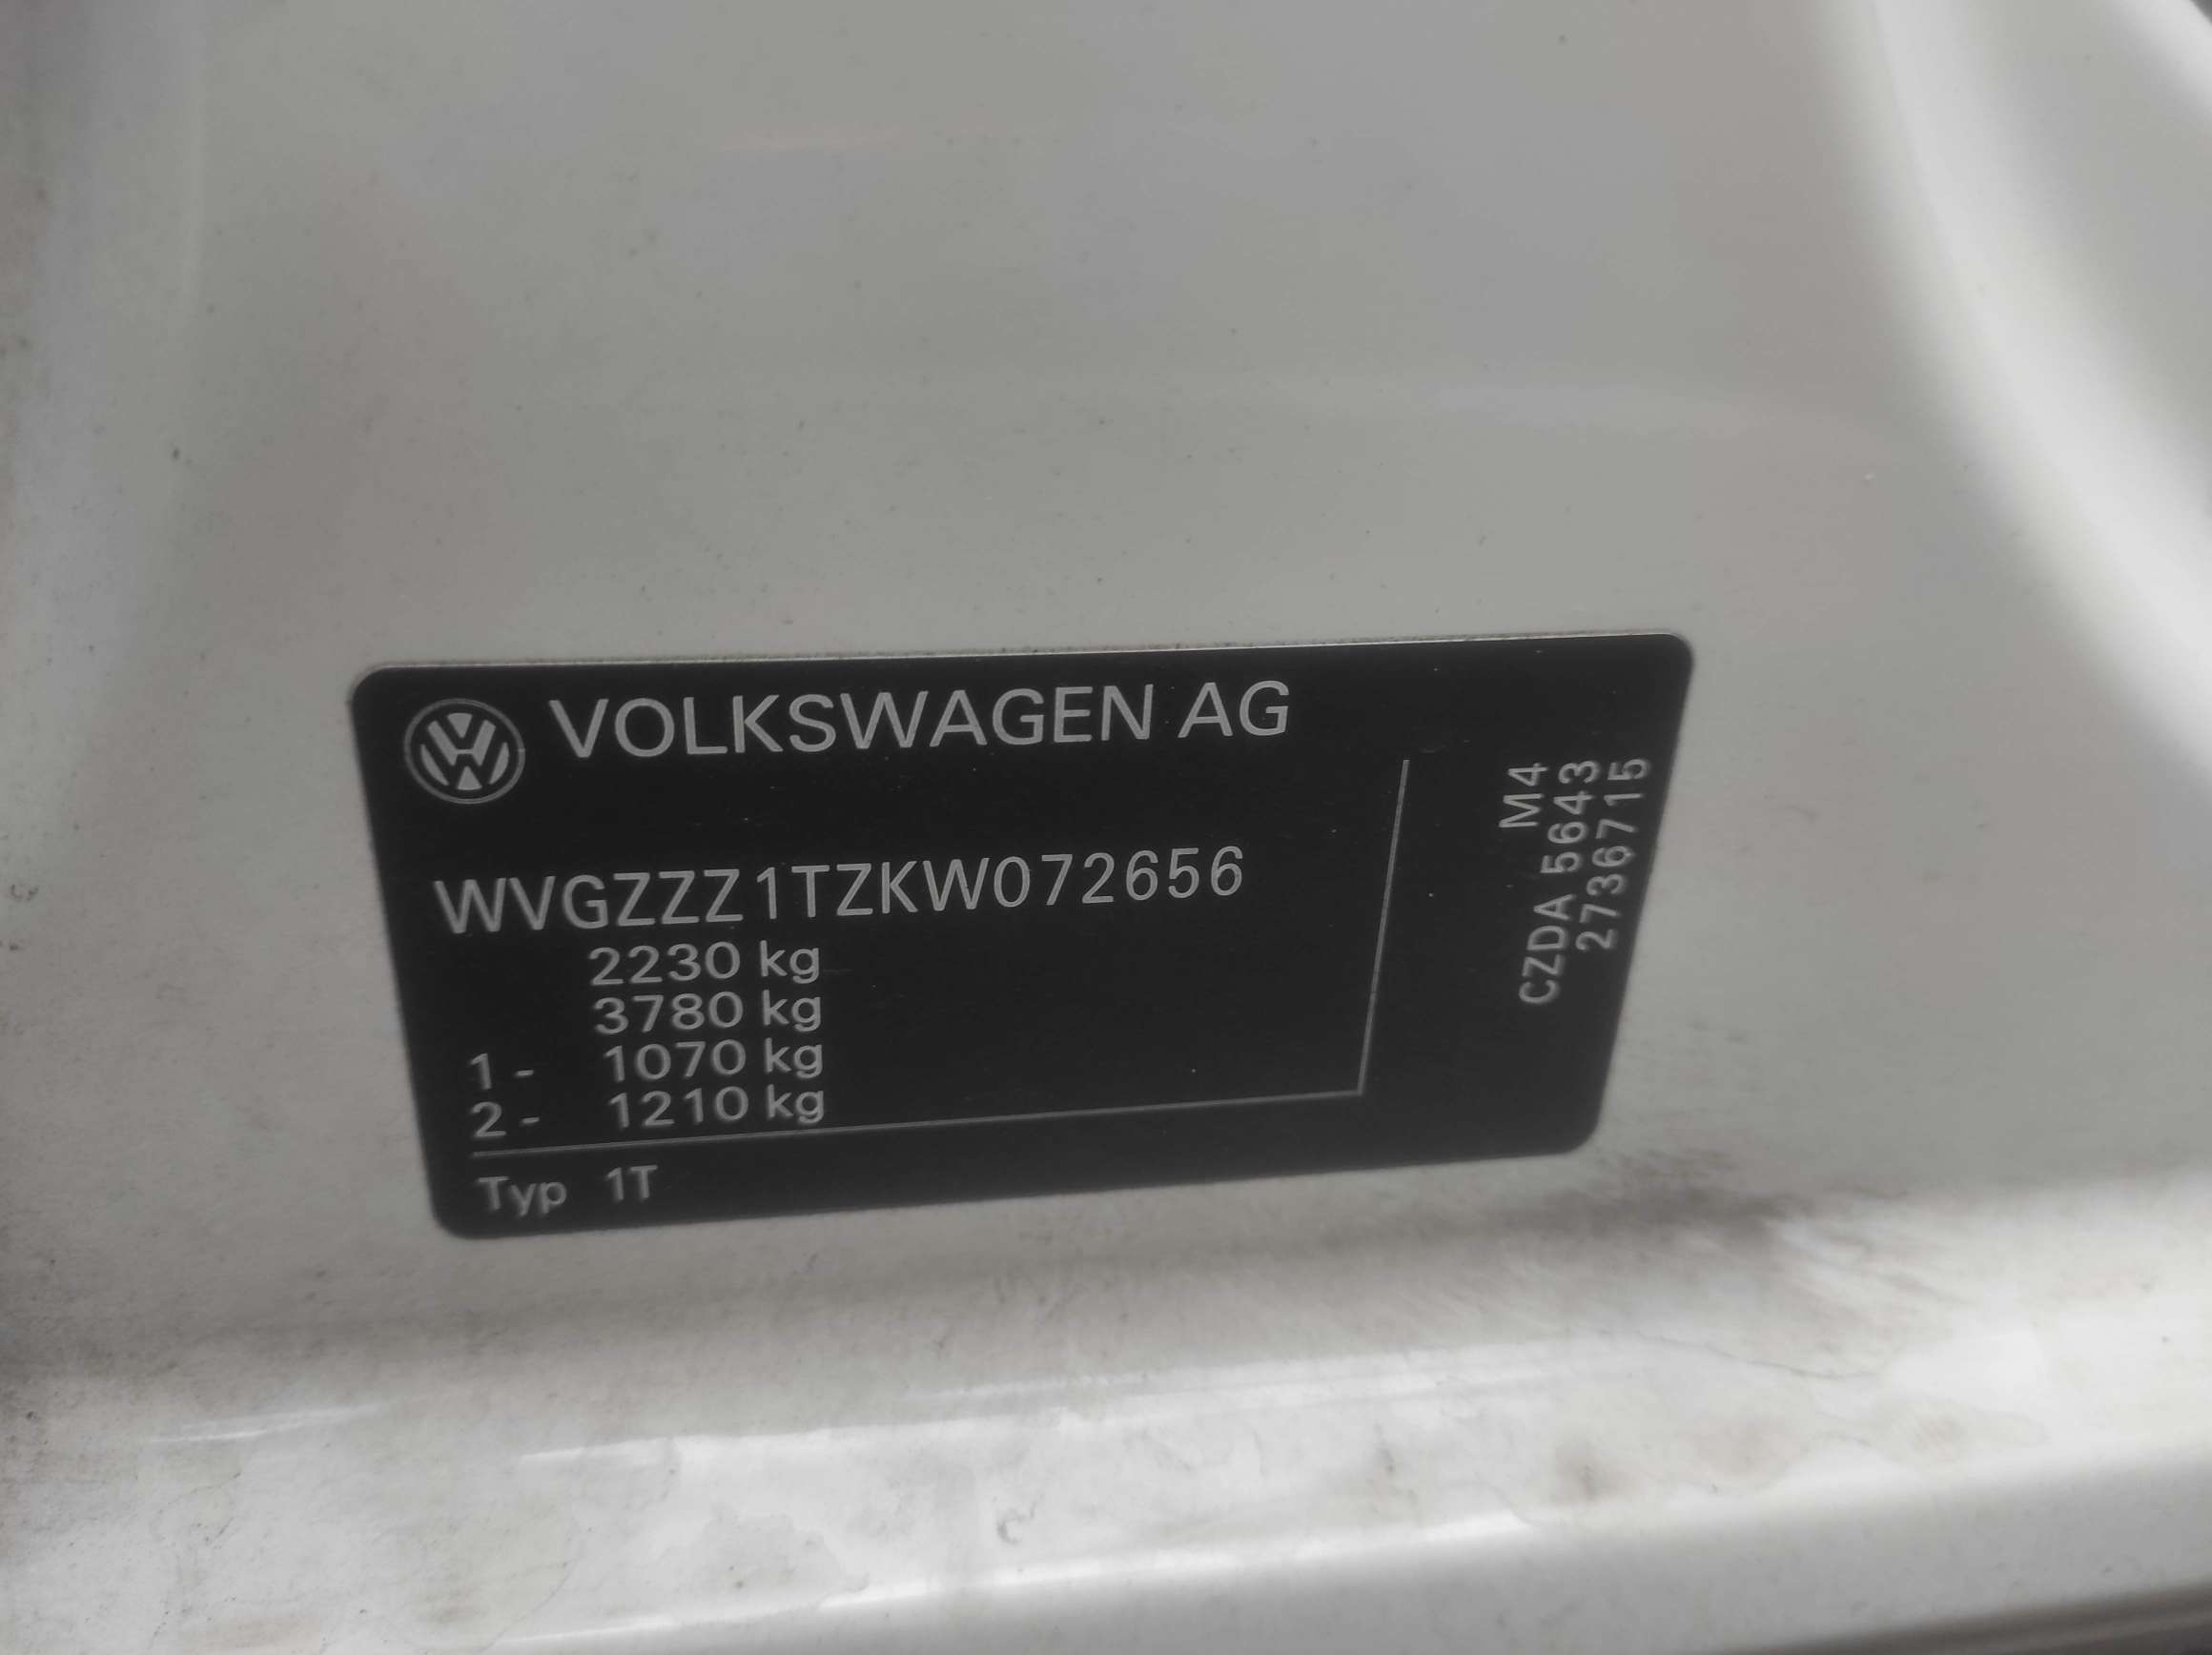 VOLKSWAGEN AG
WVGZZZ1TZKW072656
2230 kg
3780 kg
1 - 1070 kg
2 - 1210 kg
Typ 1T
M4
CZDA 5643
2736715